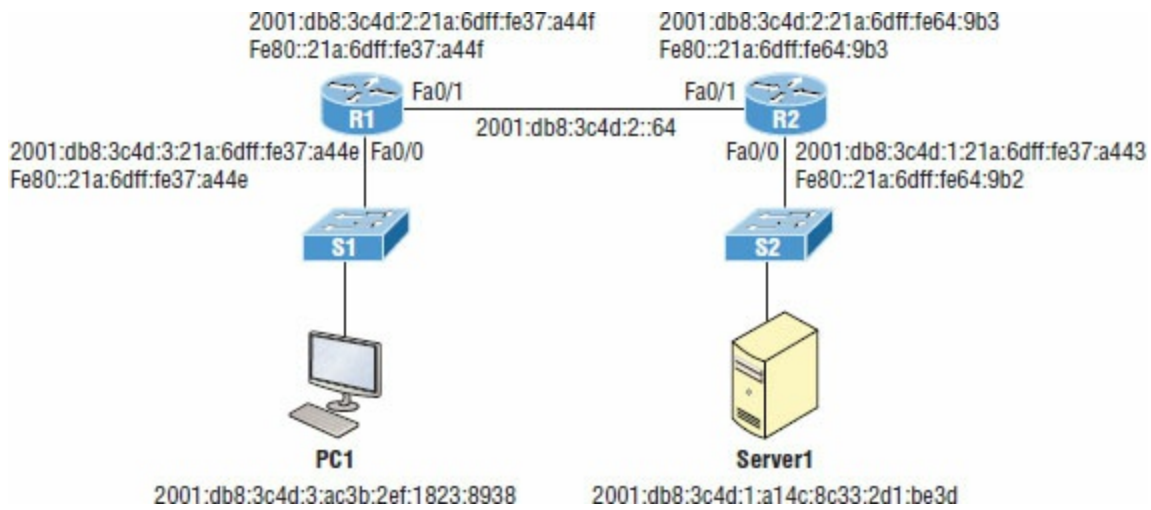 2001:db8:3c4d:2:21a:6dff:fe37:a44f
Fe80::21a:6dff:fe37:a44f
2001:db8:3c4d:2:21a:6dff:fe64:9b3
Fe80::21a:6dff:fe64:9b3
Fa0/1
Fa0/1
R1
R2
2001:db8:3c4d:2::64
2001:db8:3c4d:3:21a:6dff:fe37:a44e
Fe80::21a:6dff:fe37:a44e
Fa0/0
Fa0/0
2001:db8:3c4d:1:21a:6dff:fe37:a443
Fe80::21a:6dff:fe64:9b2
S1
S2
PC1
2001:db8:3c4d:3:ac3b:2ef:1823:8938
Server1
2001:db8:3c4d:1:a14c:8c33:2d1:be3d